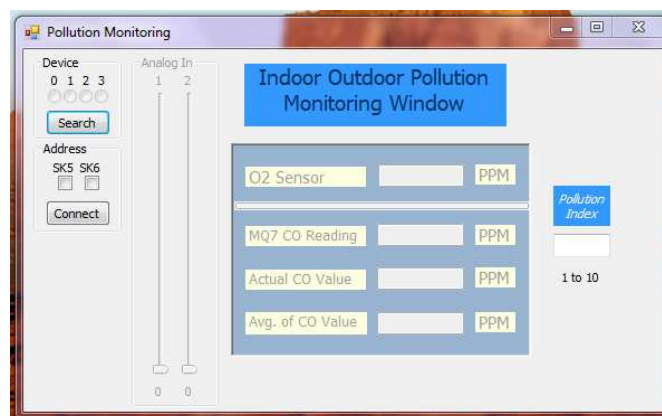 Pollution Monitoring
Device
0 1 2 3
Search
Address
SK5 SK6
Connect
Analog In
1 2
0 0
Indoor Outdoor Pollution
Monitoring Window
O2 Sensor PPM
MQ7 CO Reading PPM
Actual CO Value PPM
Avg. of CO Value PPM
Pollution
Index
1 to 10